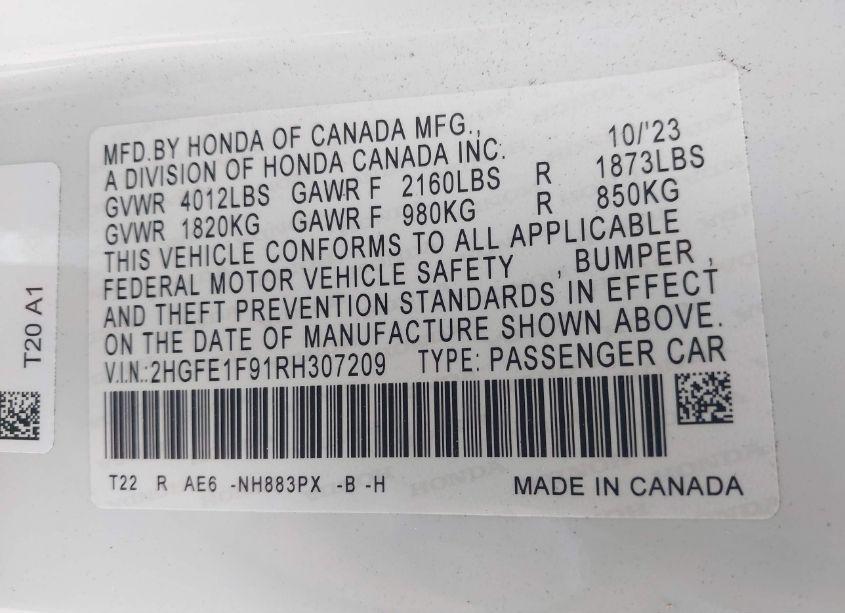 MFD.BY HONDA OF CANADA MFG., 10/'23
A DIVISION OF HONDA CANADA INC.
GVWR 4012LBS GAWR F 2160LBS R 1873LBS
GVWR 1820KG GAWR F 980KG R 850KG
THIS VEHICLE CONFORMS TO ALL APPLICABLE
FEDERAL MOTOR VEHICLE SAFETY , BUMPER ,
AND THEFT PREVENTION STANDARDS IN EFFECT
ON THE DATE OF MANUFACTURE SHOWN ABOVE.
V.I.N.:2HGFE1F91RH307209 TYPE: PASSENGER CAR
T22 R AE6 -NH883PX -B -H MADE IN CANADA
T20 A1
HONDA